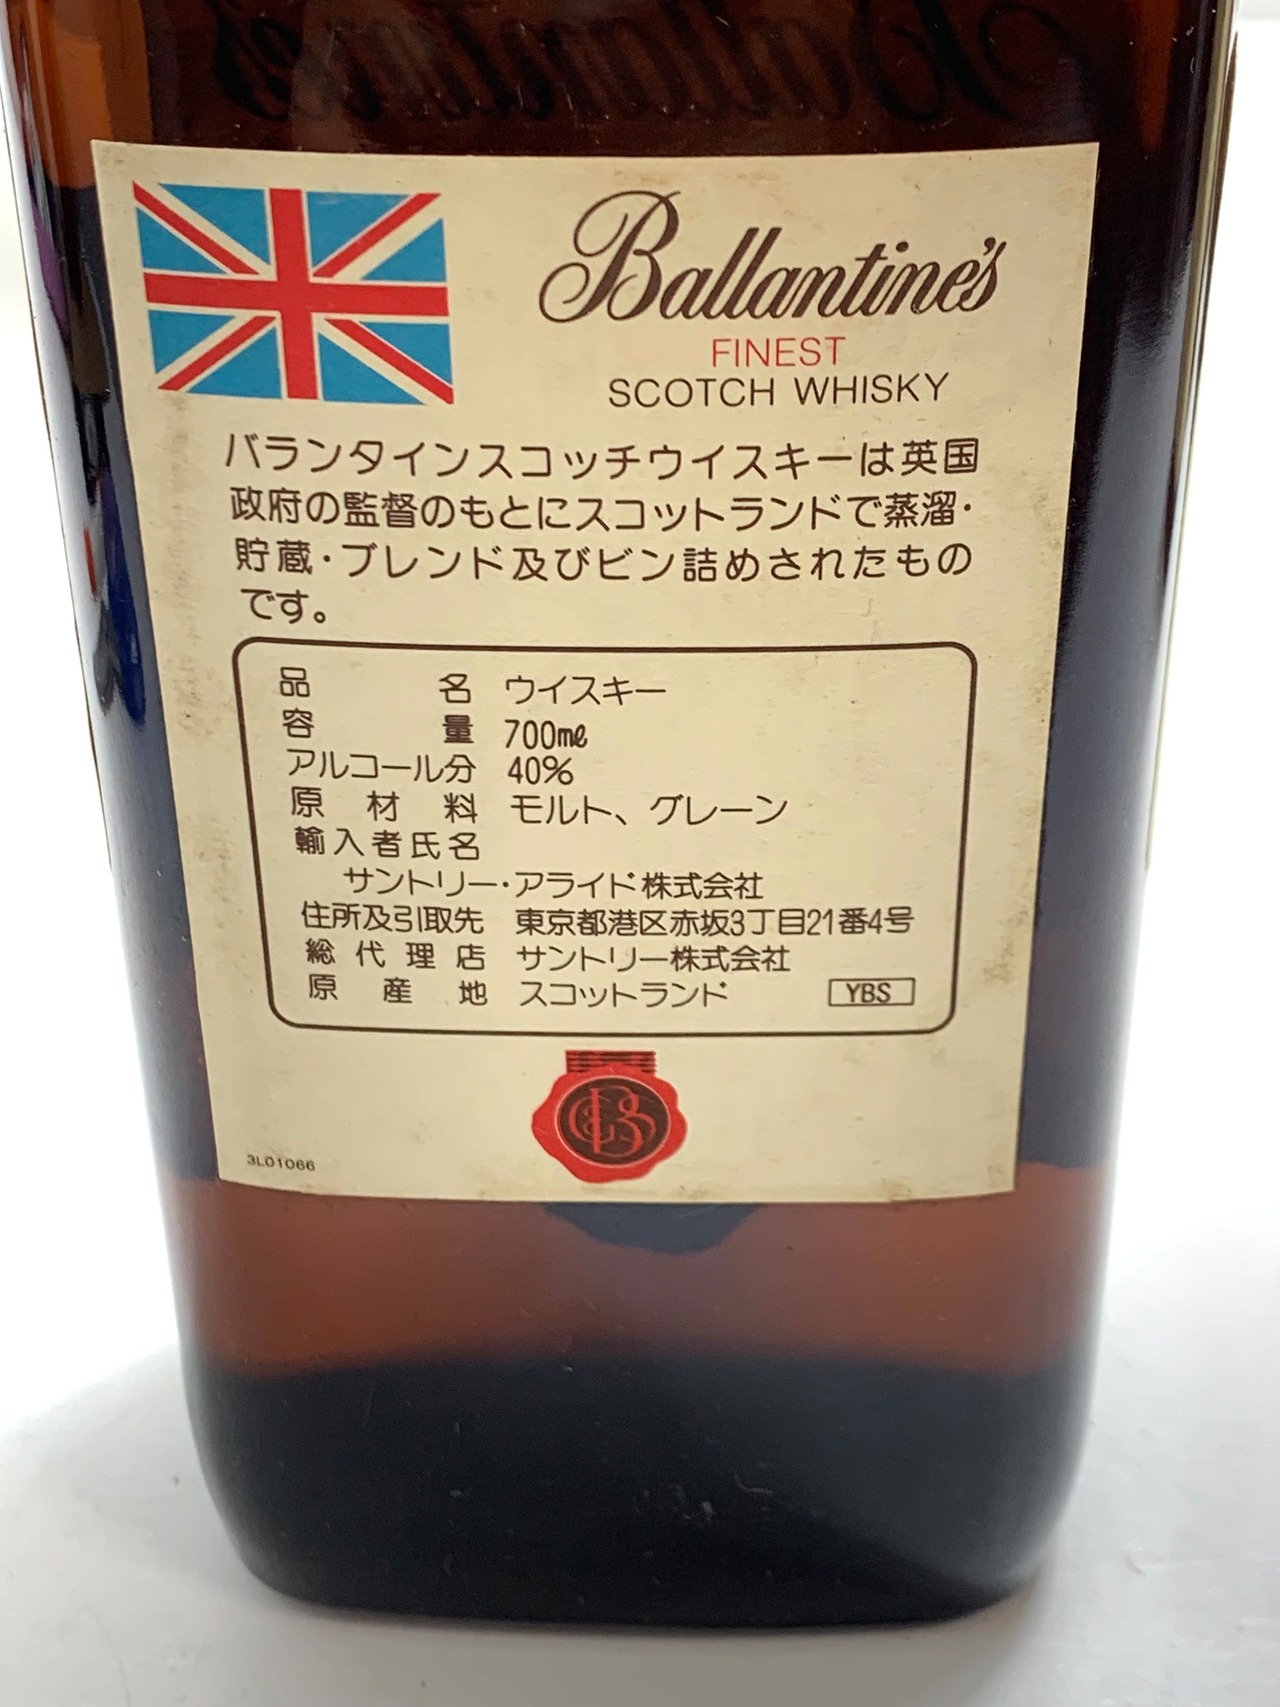 Ballantine's
Ballantine's
FINEST
SCOTCH WHISKY
バランタインスコッチウイスキーは英国
政府の監督のもとにスコットランドで蒸溜・
貯蔵・ブレンド及びビン詰めされたもの
です。
品名 ウイスキー
容量 700mℓ
アルコール分 40%
原材料 モルト、グレーン
輸入者氏名
サントリー・アライド株式会社
住所及引取先 東京都港区赤坂3丁目21番4号
総代理店 サントリー株式会社
原産地 スコットランド YBS
3L01066